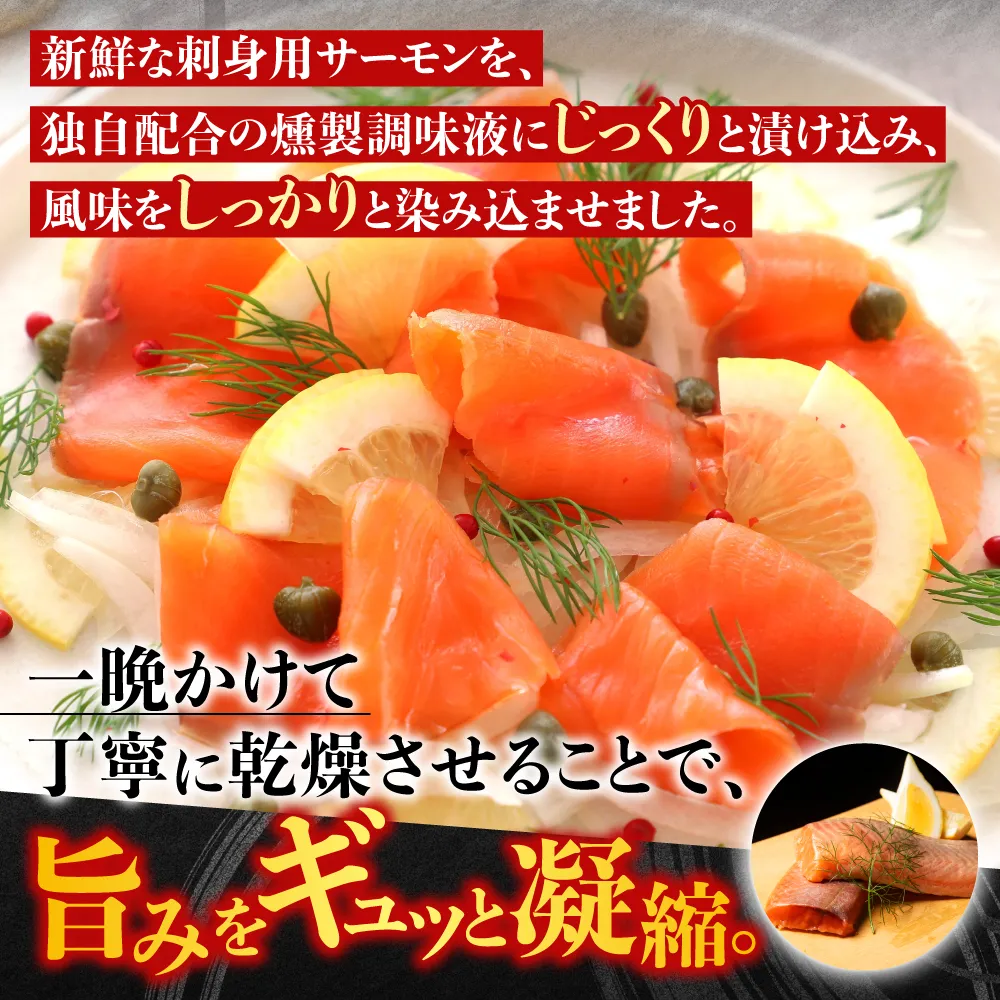 新鮮な刺身用サーモンを、
独自配合の燻製調味液にじっくりと漬け込み、
風味をしっかりと染み込ませました。
一晩かけて
丁寧に乾燥させることで、
旨みをギュッと凝縮。